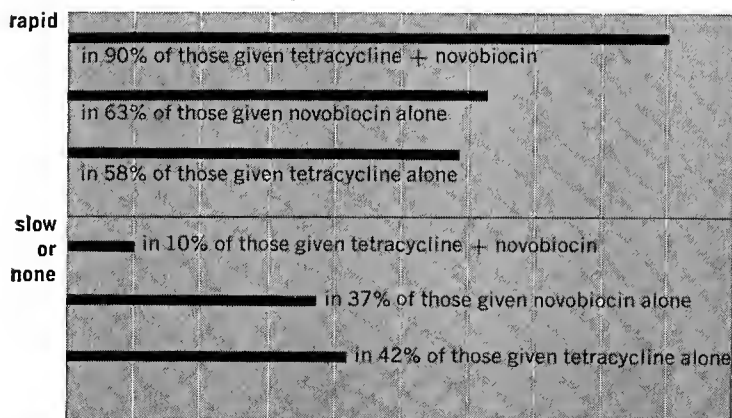 rapid
in 90% of those given tetracycline + novobiocin
in 63% of those given novobiocin alone
in 58% of those given tetracycline alone
slow
or
none
in 10% of those given tetracycline + novobiocin
in 37% of those given novobiocin alone
in 42% of those given tetracycline alone